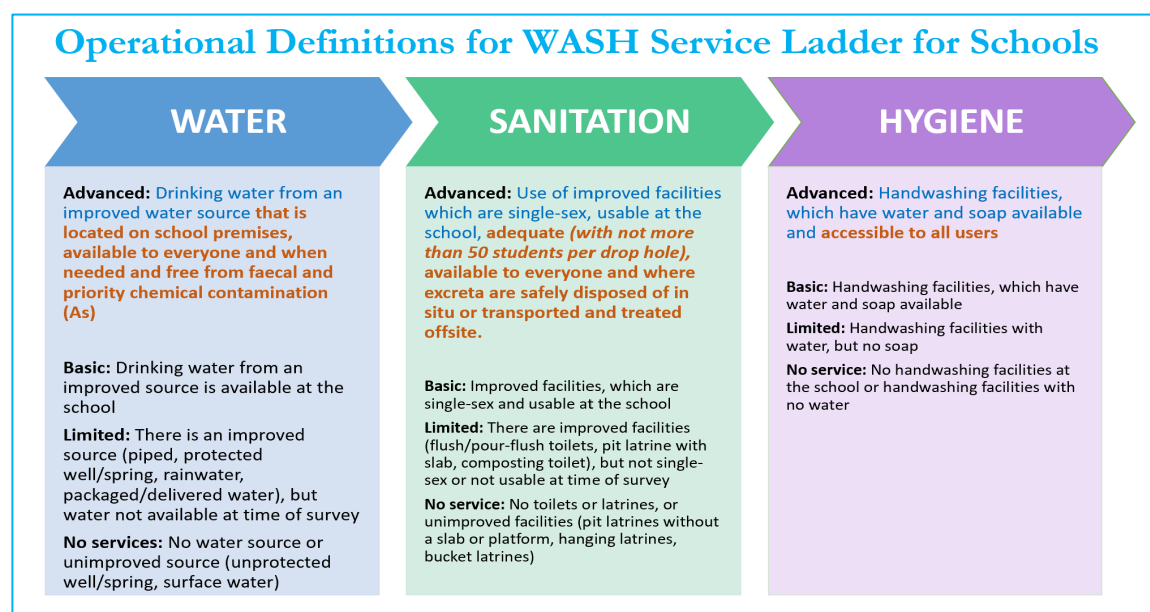 Operational Definitions for WASH Service Ladder for Schools
WATER
Advanced: Drinking water from an
improved water source that is
located on school premises,
available to everyone and when
needed and free from faecal and
priority chemical contamination
(As)
Basic: Drinking water from an
improved source is available at the
school
Limited: There is an improved
source (piped, protected
well/spring, rainwater,
packaged/delivered water), but
water not available at time of survey
No services: No water source or
unimproved source (unprotected
well/spring, surface water)
SANITATION
Advanced: Use of improved facilities
which are single-sex, usable at the
school, adequate (with not more
than 50 students per drop hole),
available to everyone and where
excreta are safely disposed of in
situ or transported and treated
offsite.
Basic: Improved facilities, which are
single-sex and usable at the school
Limited: There are improved facilities
(flush/pour-flush toilets, pit latrine with
slab, composting toilet), but not single-
sex or not usable at time of survey
No service: No toilets or latrines, or
unimproved facilities (pit latrines without
a slab or platform, hanging latrines,
bucket latrines)
HYGIENE
Advanced: Handwashing facilities,
which have water and soap available
and accessible to all users
Basic: Handwashing facilities, which have
water and soap available
Limited: Handwashing facilities with
water, but no soap
No service: No handwashing facilities at
the school or handwashing facilities with
no water